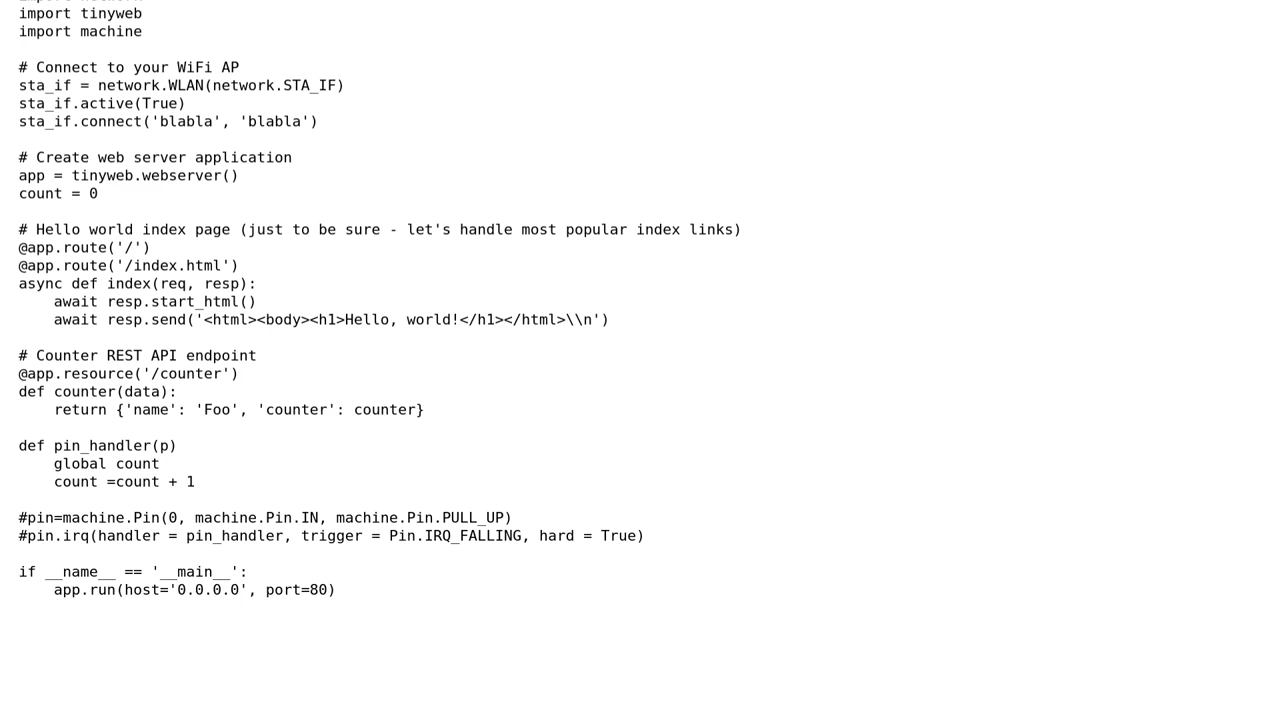 import tinyweb
import machine

# Connect to your WiFi AP
sta_if = network.WLAN(network.STA_IF)
sta_if.active(True)
sta_if.connect('blabla', 'blabla')

# Create web server application
app = tinyweb.webserver()
count = 0

# Hello world index page (just to be sure - let's handle most popular index links)
@app.route('/')
@app.route('/index.html')
async def index(req, resp):
    await resp.start_html()
    await resp.send('<html><body><h1>Hello, world!</h1></html>\\n')

# Counter REST API endpoint
@app.resource('/counter')
def counter(data):
    return {'name': 'Foo', 'counter': counter}

def pin_handler(p)
    global count
    count =count + 1

#pin=machine.Pin(0, machine.Pin.IN, machine.Pin.PULL_UP)
#pin.irq(handler = pin_handler, trigger = Pin.IRQ_FALLING, hard = True)

if __name__ == '__main__':
    app.run(host='0.0.0.0', port=80)